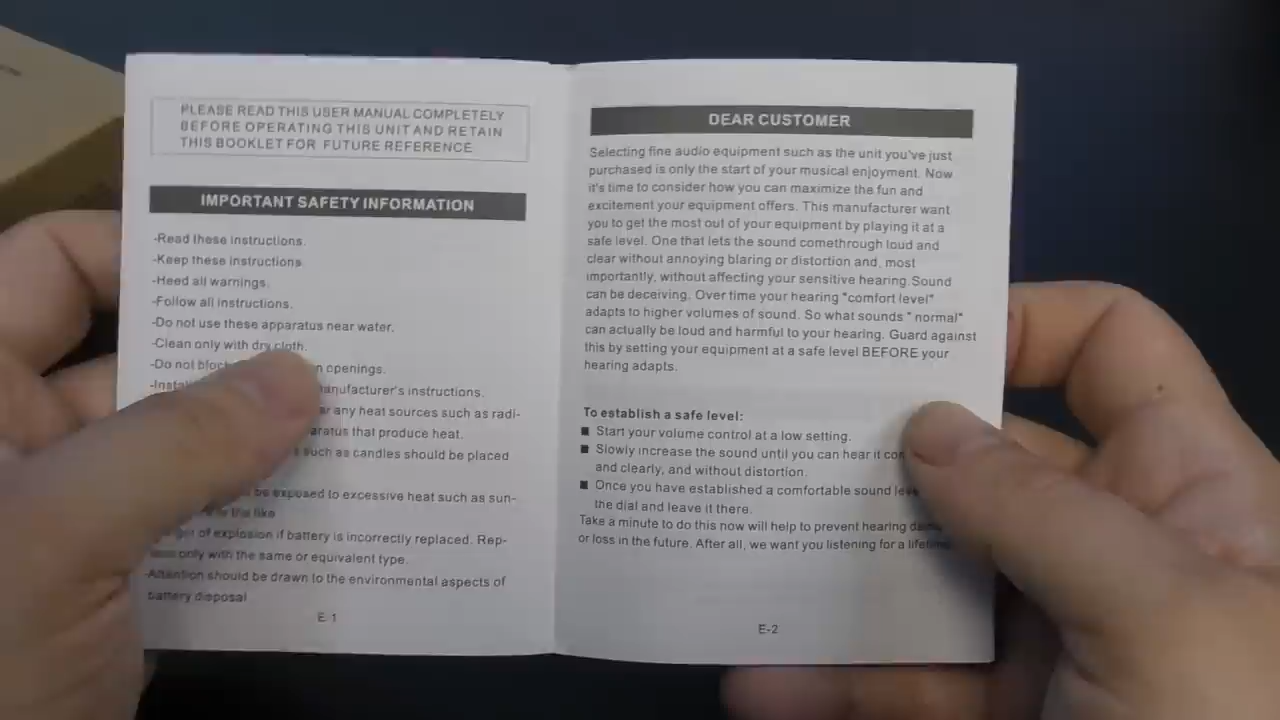 PLEASE READ THIS USER MANUAL COMPLETELY
BEFORE OPERATING THIS UNIT AND RETAIN
THIS BOOKLET FOR FUTURE REFERENCE
IMPORTANT SAFETY INFORMATION
-Read these instructions.
-Keep these instructions
-Heed all warnings.
-Follow all instructions.
-Do not use these apparatus near water.
-Clean only with dry cloth.
-Do not block openings.
manufacturer's instructions.
any heat sources such as radi-
that produce heat.
such as candles should be placed
be exposed to excessive heat such as sun-
the like
of explosion if battery is incorrectly replaced. Rep-
only with the same or equivalent type.
-Attention should be drawn to the environmental aspects of
battery disposal
E-1
DEAR CUSTOMER
Selecting fine audio equipment such as the unit you've just
purchased is only the start of your musical enjoyment. Now
it's time to consider how you can maximize the fun and
excitement your equipment offers. This manufacturer want
you to get the most out of your equipment by playing it at a
safe level. One that lets the sound comethrough loud and
clear without annoying blaring or distortion and, most
importantly, without affecting your sensitive hearing.Sound
can be deceiving. Over time your hearing "comfort level"
adapts to higher volumes of sound. So what sounds " normal"
can actually be loud and harmful to your hearing. Guard against
this by setting your equipment at a safe level BEFORE your
hearing adapts.
To establish a safe level:
■ Start your volume control at a low setting.
■ Slowly increase the sound until you can hear it
and clearly, and without distortion.
■ Once you have established a comfortable sound
the dial and leave it there.
Take a minute to do this now will help to prevent hearing
or loss in the future. After all, we want you listening for a lifetime
E-2